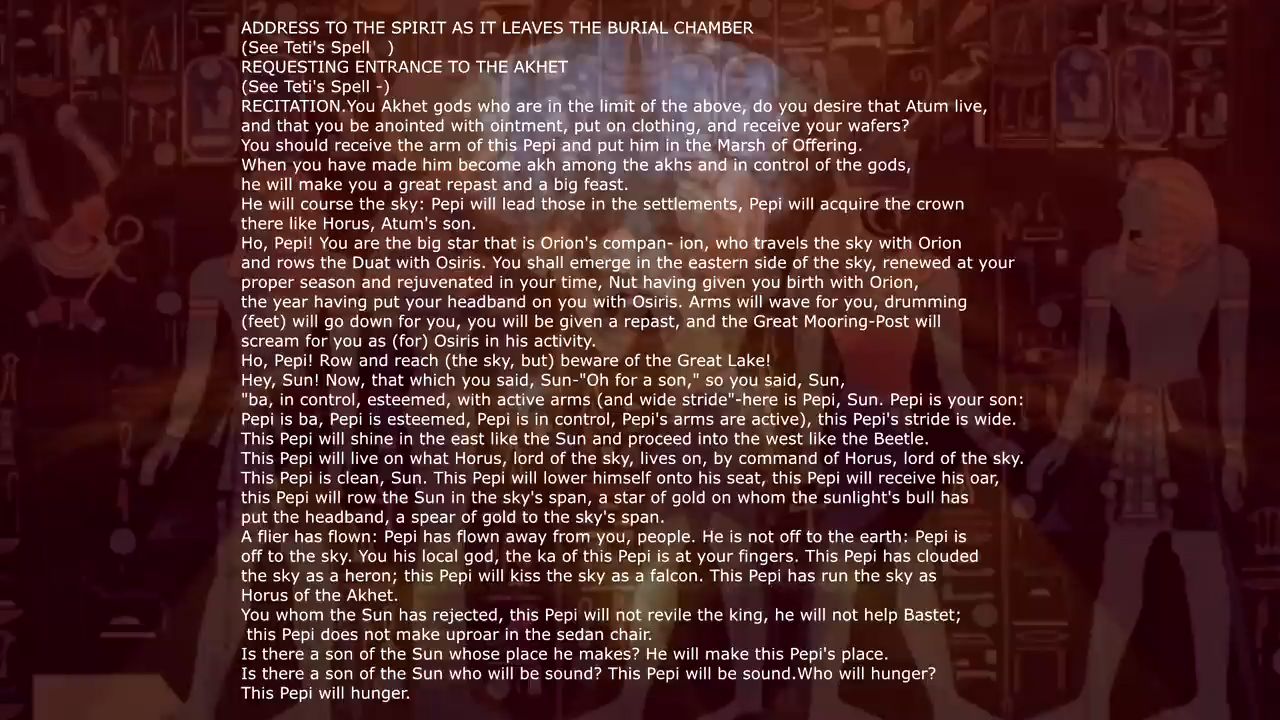 ADDRESS TO THE SPIRIT AS IT LEAVES THE BURIAL CHAMBER
(See Teti's Spell   )
REQUESTING ENTRANCE TO THE AKHET
(See Teti's Spell -)
RECITATION.You Akhet gods who are in the limit of the above, do you desire that Atum live,
and that you be anointed with ointment, put on clothing, and receive your wafers?
You should receive the arm of this Pepi and put him in the Marsh of Offering.
When you have made him become akh among the akhs and in control of the gods,
he will make you a great repast and a big feast.
He will course the sky: Pepi will lead those in the settlements, Pepi will acquire the crown
there like Horus, Atum's son.
Ho, Pepi! You are the big star that is Orion's compan- ion, who travels the sky with Orion
and rows the Duat with Osiris. You shall emerge in the eastern side of the sky, renewed at your
proper season and rejuvenated in your time, Nut having given you birth with Orion,
the year having put your headband on you with Osiris. Arms will wave for you, drumming
(feet) will go down for you, you will be given a repast, and the Great Mooring-Post will
scream for you as (for) Osiris in his activity.
Ho, Pepi! Row and reach (the sky, but) beware of the Great Lake!
Hey, Sun! Now, that which you said, Sun-"Oh for a son," so you said, Sun,
"ba, in control, esteemed, with active arms (and wide stride"-here is Pepi, Sun. Pepi is your son:
Pepi is ba, Pepi is esteemed, Pepi is in control, Pepi's arms are active), this Pepi's stride is wide.
This Pepi will shine in the east like the Sun and proceed into the west like the Beetle.
This Pepi will live on what Horus, lord of the sky, lives on, by command of Horus, lord of the sky.
This Pepi is clean, Sun. This Pepi will lower himself onto his seat, this Pepi will receive his oar,
this Pepi will row the Sun in the sky's span, a star of gold on whom the sunlight's bull has
put the headband, a spear of gold to the sky's span.
A flier has flown: Pepi has flown away from you, people. He is not off to the earth: Pepi is
off to the sky. You his local god, the ka of this Pepi is at your fingers. This Pepi has clouded
the sky as a heron; this Pepi will kiss the sky as a falcon. This Pepi has run the sky as
Horus of the Akhet.
You whom the Sun has rejected, this Pepi will not revile the king, he will not help Bastet;
this Pepi does not make uproar in the sedan chair.
Is there a son of the Sun whose place he makes? He will make this Pepi's place.
Is there a son of the Sun who will be sound? This Pepi will be sound.Who will hunger?
This Pepi will hunger.